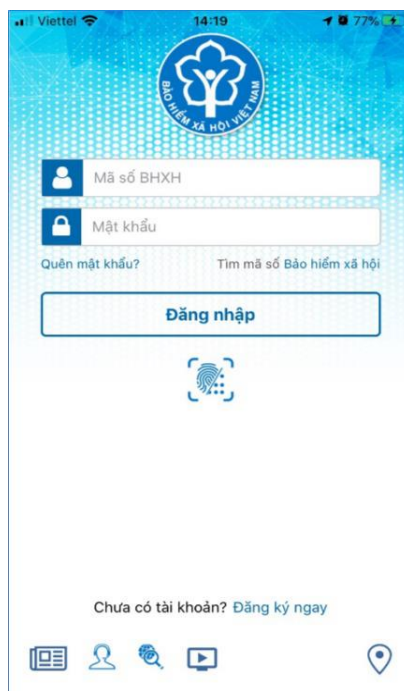 Viettel 14:19 77%
BẢO HIỂM XÃ HỘI VIỆT NAM
Mã số BHXH
Mật khẩu
Quên mật khẩu? Tìm mã số Bảo hiểm xã hội
Đăng nhập
Chưa có tài khoản? Đăng ký ngay